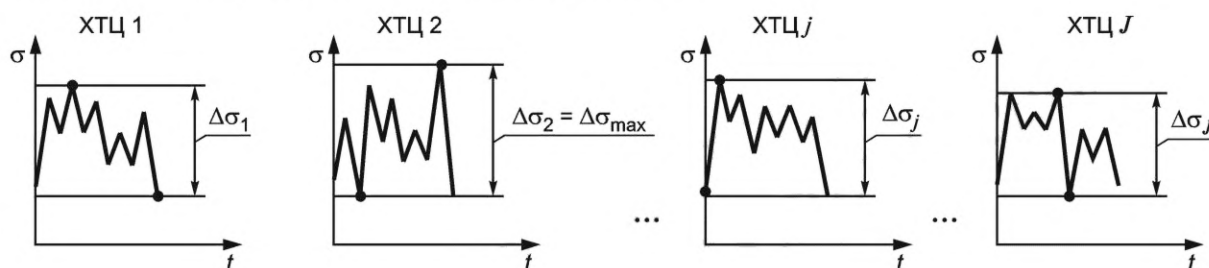 ХТЦ 1
ХТЦ 2
ХТЦ j
ХТЦ J
σ
σ
σ
σ
Δσ1
Δσ2 = Δσmax
Δσj
ΔσJ
...
...
t
t
t
t